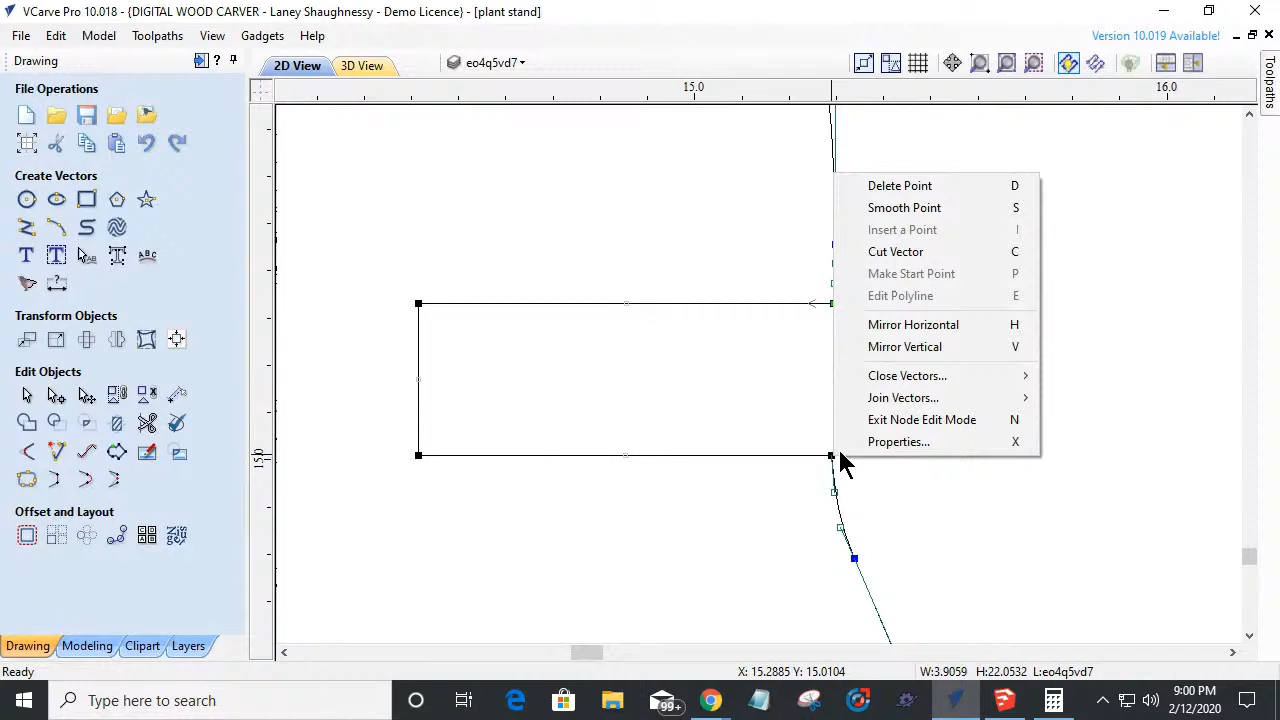 VCarve Pro 10.018 - {DIGITAL WOOD CARVER - Laney Shaughnessy - Demo Licence} - [plant stand]
File Edit Model Toolpaths View Gadgets Help
Version 10.019 Available!
Drawing
2D View
3D View
eo4q5vd7
Toolpaths
File Operations
15.0
16.0
Create Vectors
Delete Point D
Smooth Point S
Insert a Point I
Cut Vector C
Make Start Point P
Edit Polyline E
Mirror Horizontal H
Mirror Vertical V
Close Vectors...
Join Vectors...
Exit Node Edit Mode N
Properties... X
Transform Objects
Edit Objects
15.0
Offset and Layout
Drawing Modeling Clipart Layers
Ready
X: 15.2885 Y: 15.0104
W:3.9059 H:22.0532 L:eo4q5vd7
Type here to search
99+
9:00 PM
2/12/2020